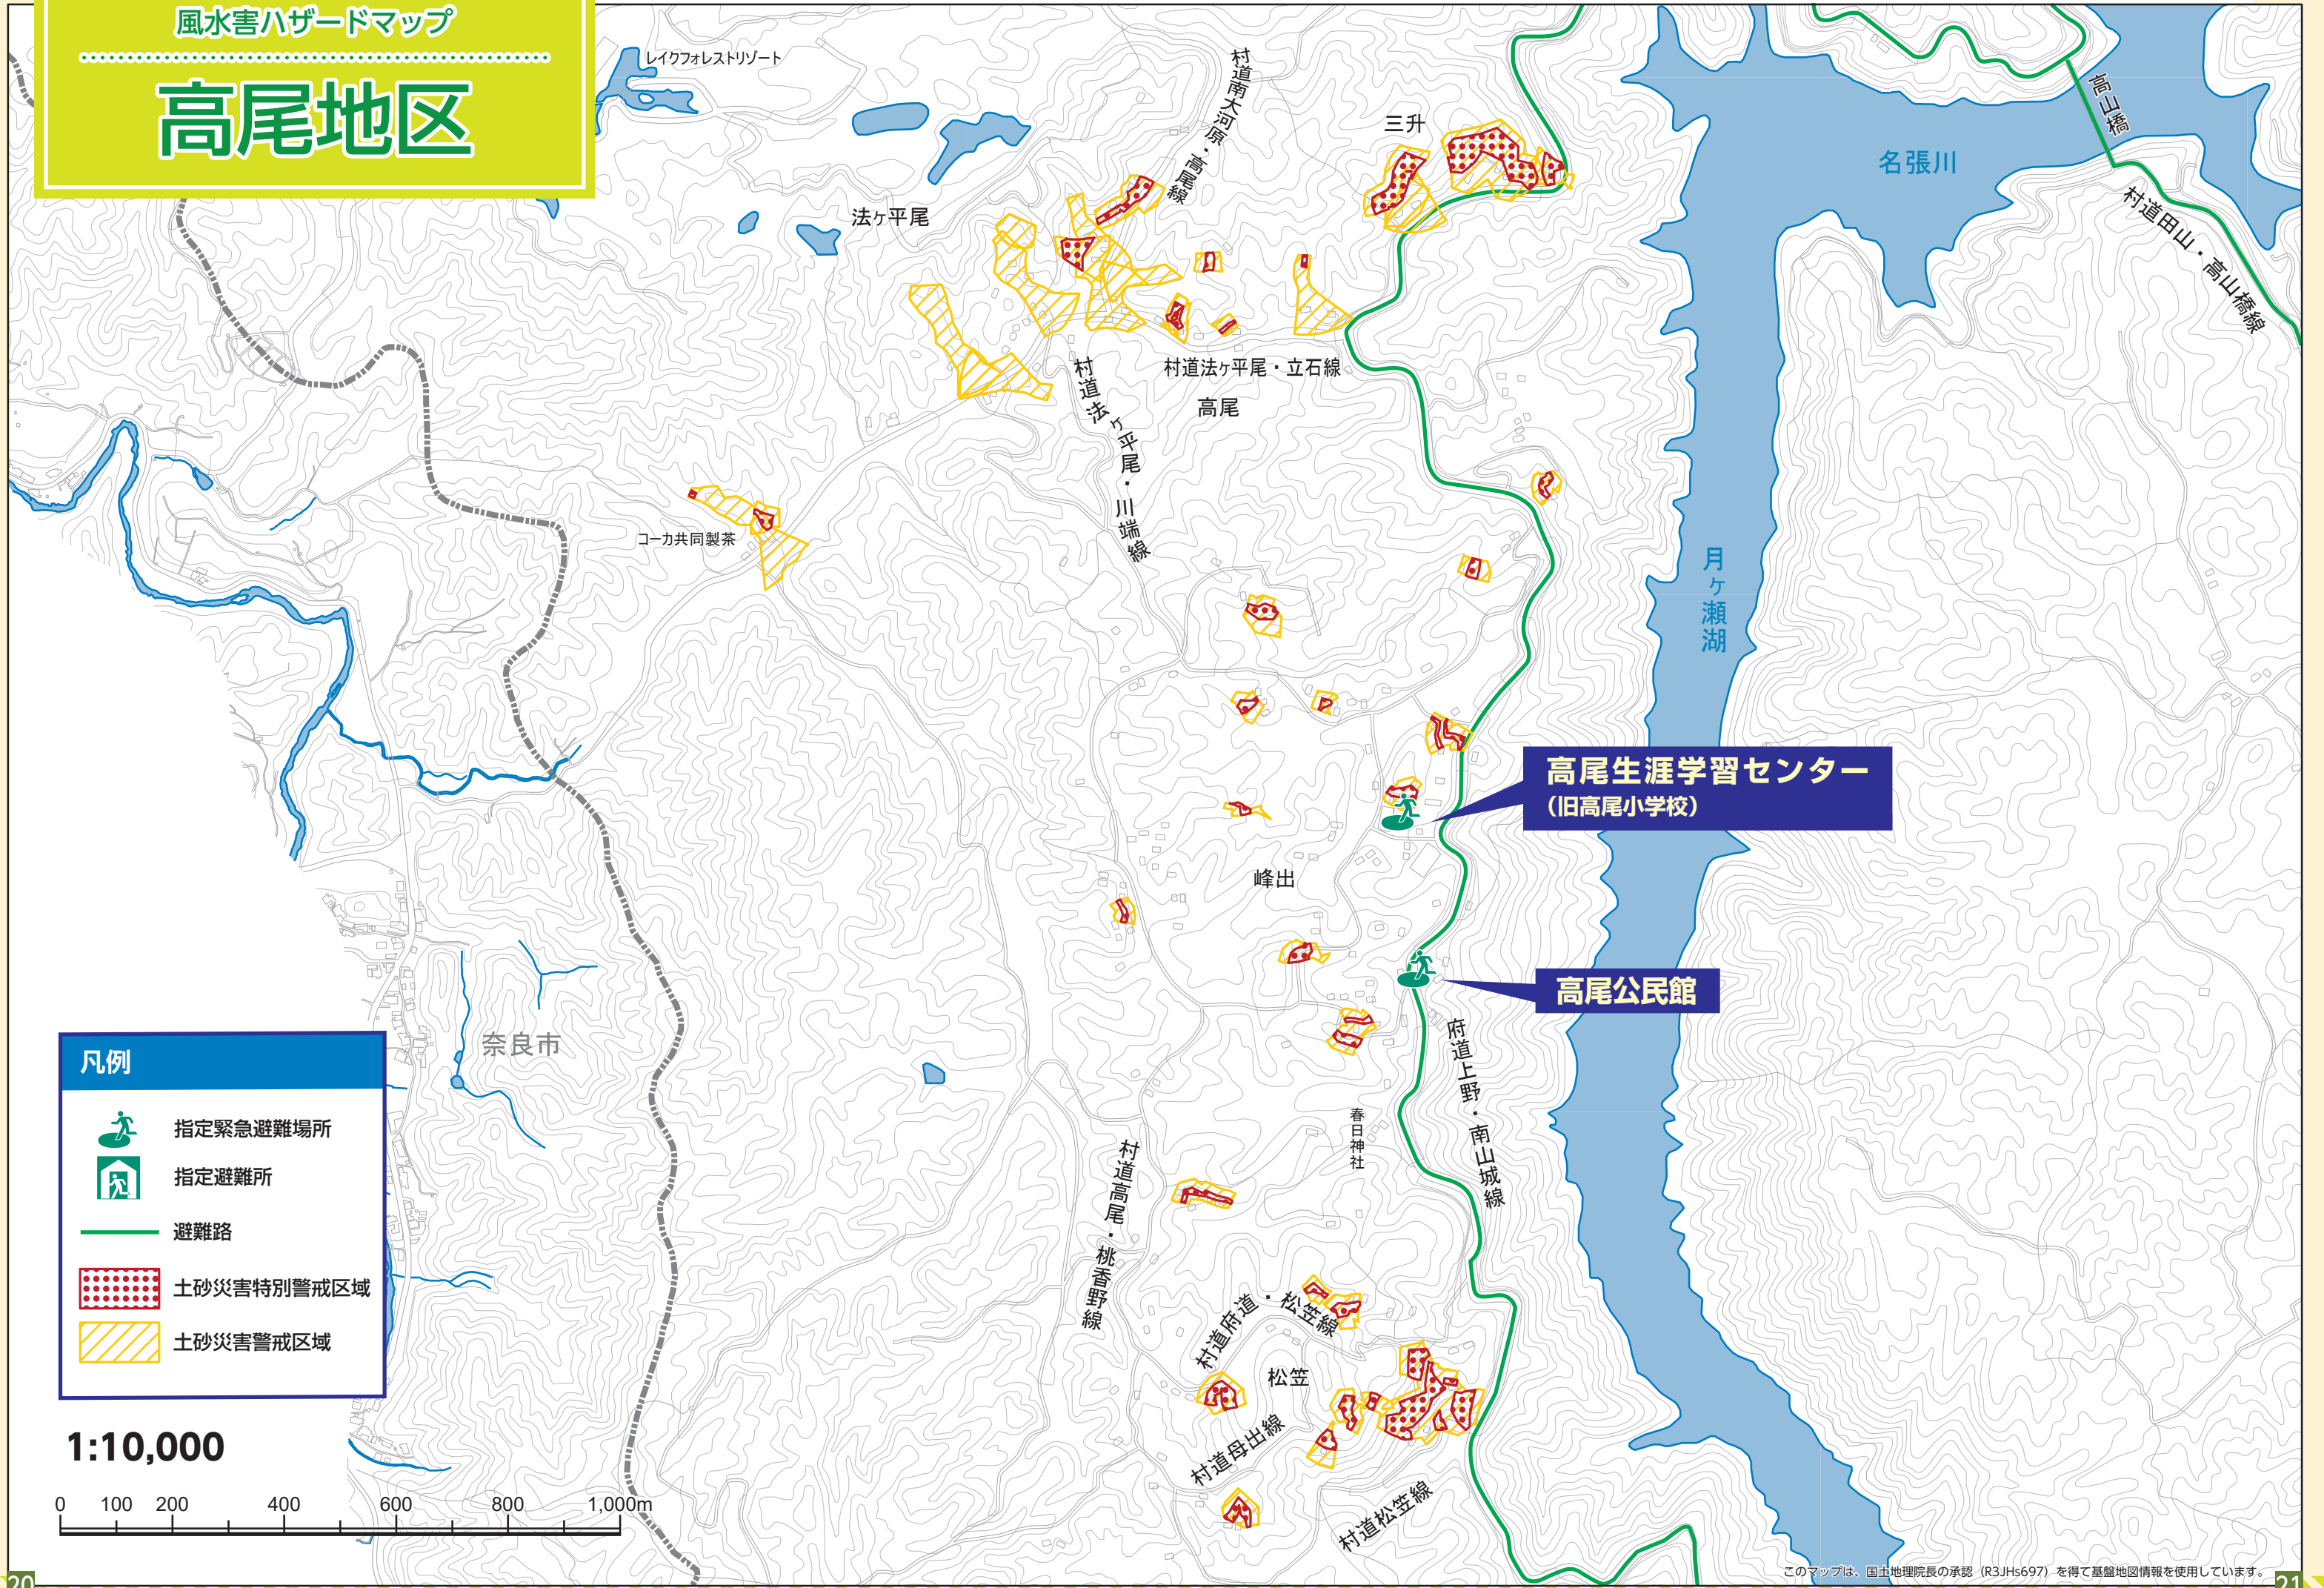 風水害ハザードマップ
高尾地区
レイクフォレストリゾート
村道南大河原・高尾線
三升
高山橋
名張川
村道田山・高山橋線
法ヶ平尾
村道法ヶ平尾・立石線
高尾
村道法ヶ平尾・川端線
コーカ共同製茶
月ヶ瀬湖
高尾生涯学習センター
（旧高尾小学校）
峰出
高尾公民館
府道上野・南山城線
奈良市
春日神社
村道高尾・桃香野線
村道府道・松笠線
松笠
村道母出線
村道松笠線
凡例
指定緊急避難場所
指定避難所
避難路
土砂災害特別警戒区域
土砂災害警戒区域
1:10,000
0 100 200 400 600 800 1,000m
このマップは、国土地理院長の承認（R3JHs697）を得て基盤地図情報を使用しています。
20
21